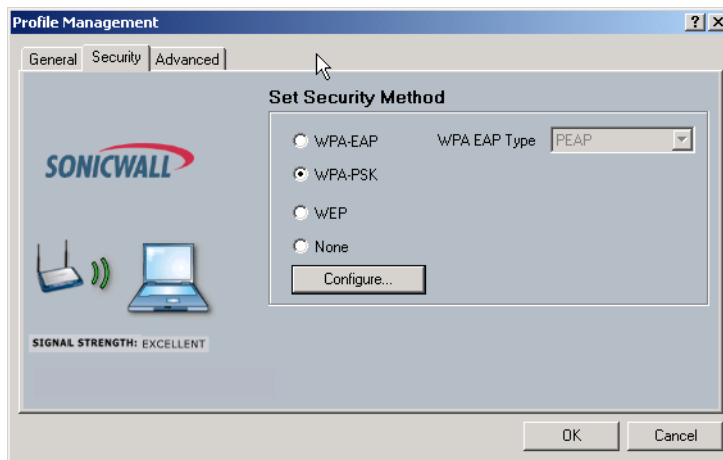 Profile Management
General Security Advanced
Set Security Method
WPA-EAP WPA EAP Type PEAP
WPA-PSK
WEP
None
Configure...
SONICWALL
SIGNAL STRENGTH: EXCELLENT
OK Cancel